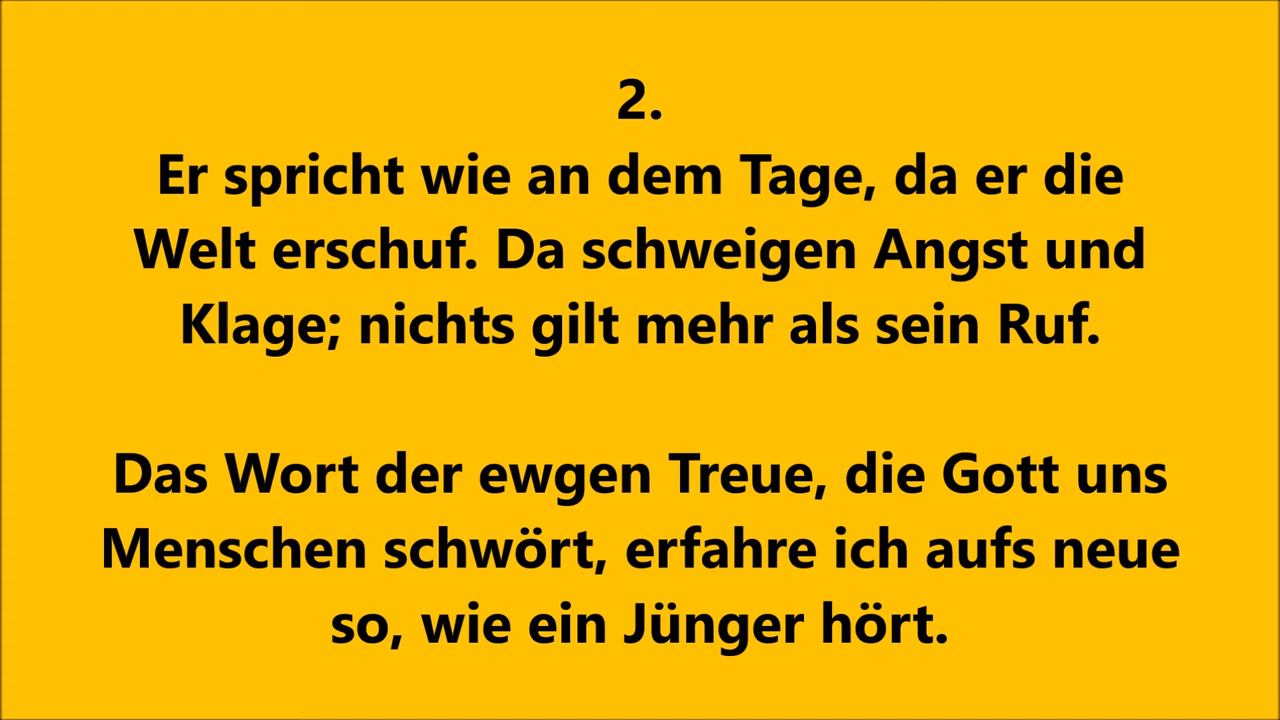 2.
Er spricht wie an dem Tage, da er die
Welt erschuf. Da schweigen Angst und
Klage; nichts gilt mehr als sein Ruf.
Das Wort der ewgen Treue, die Gott uns
Menschen schwört, erfahre ich aufs neue
so, wie ein Jünger hört.